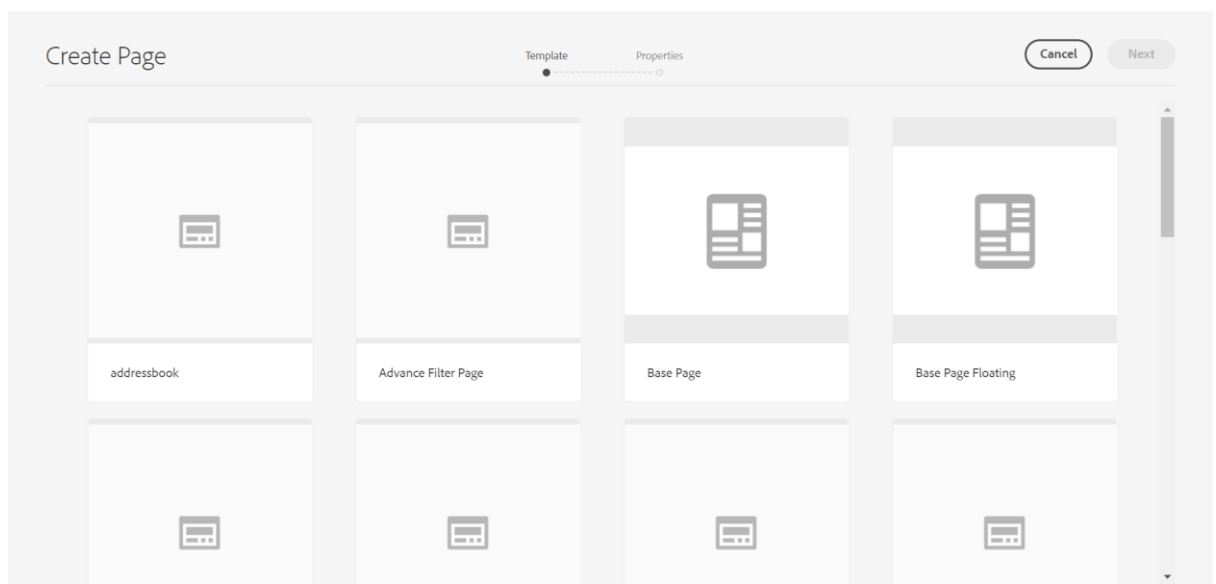 Create Page
Template
Properties
Cancel
Next
addressbook
Advance Filter Page
Base Page
Base Page Floating